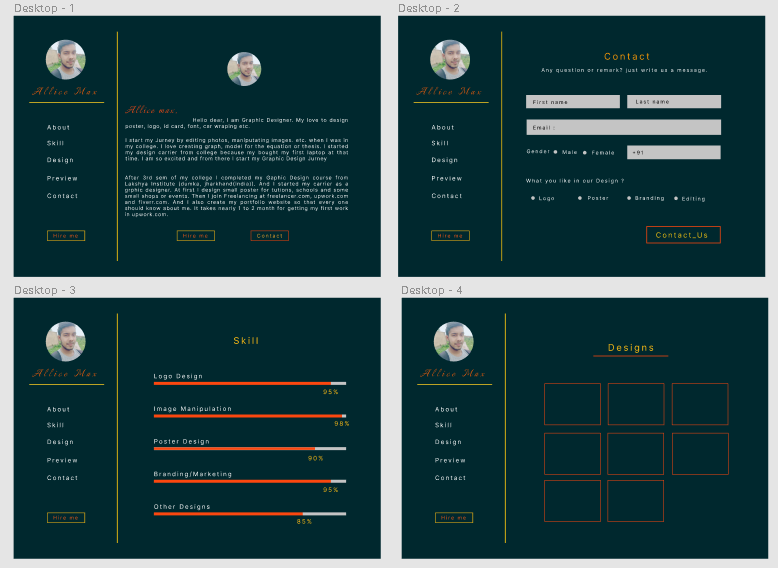 Desktop - 1
Allice Max
About
Skill
Design
Preview
Contact
Hire me
Allice max,
Hello dear, I am Graphic Devigner. My love to design
poster, logo, id card, font, car wraping etc.
I start my Jurney by editing photos, manipulating images, etc. when I was in
my college. I love creating graph, model for the equation or thesis. I started
my design carrier from college because my bought my first laptop at that
time. I am so excited and from there I start my Graphic Design Jurney
After 3rd sem of my college I completed my Gaphic Design course from
Lakshya Institute (dumka, jharkhand(India)). And I started my carrier as a
grphic designer. At first I design small poster for tutions, schools and some
small shops or events. Then I join Freelancing at freelancer.com, upwork.com
and fiverr.com. And I also create my portfolio website so that every one
should know about me. It takes nearly 1 to 2 month for getting my first work
in upwork.com.
Hire me
Contact
Desktop - 2
Allice Max
About
Skill
Design
Preview
Contact
Hire me
Contact
Any question or remark? just write us a message.
First name
Last name
Email :
Gender Male Female
+91
What you like in our Design ?
Logo Poster Branding Editing
Contact_Us
Desktop - 3
Allice Max
About
Skill
Design
Preview
Contact
Hire me
Skill
Logo Design
95%
Image Manipulation
98%
Poster Design
90%
Branding/Marketing
95%
Other Designs
85%
Desktop - 4
Allice Max
About
Skill
Design
Preview
Contact
Hire me
Designs